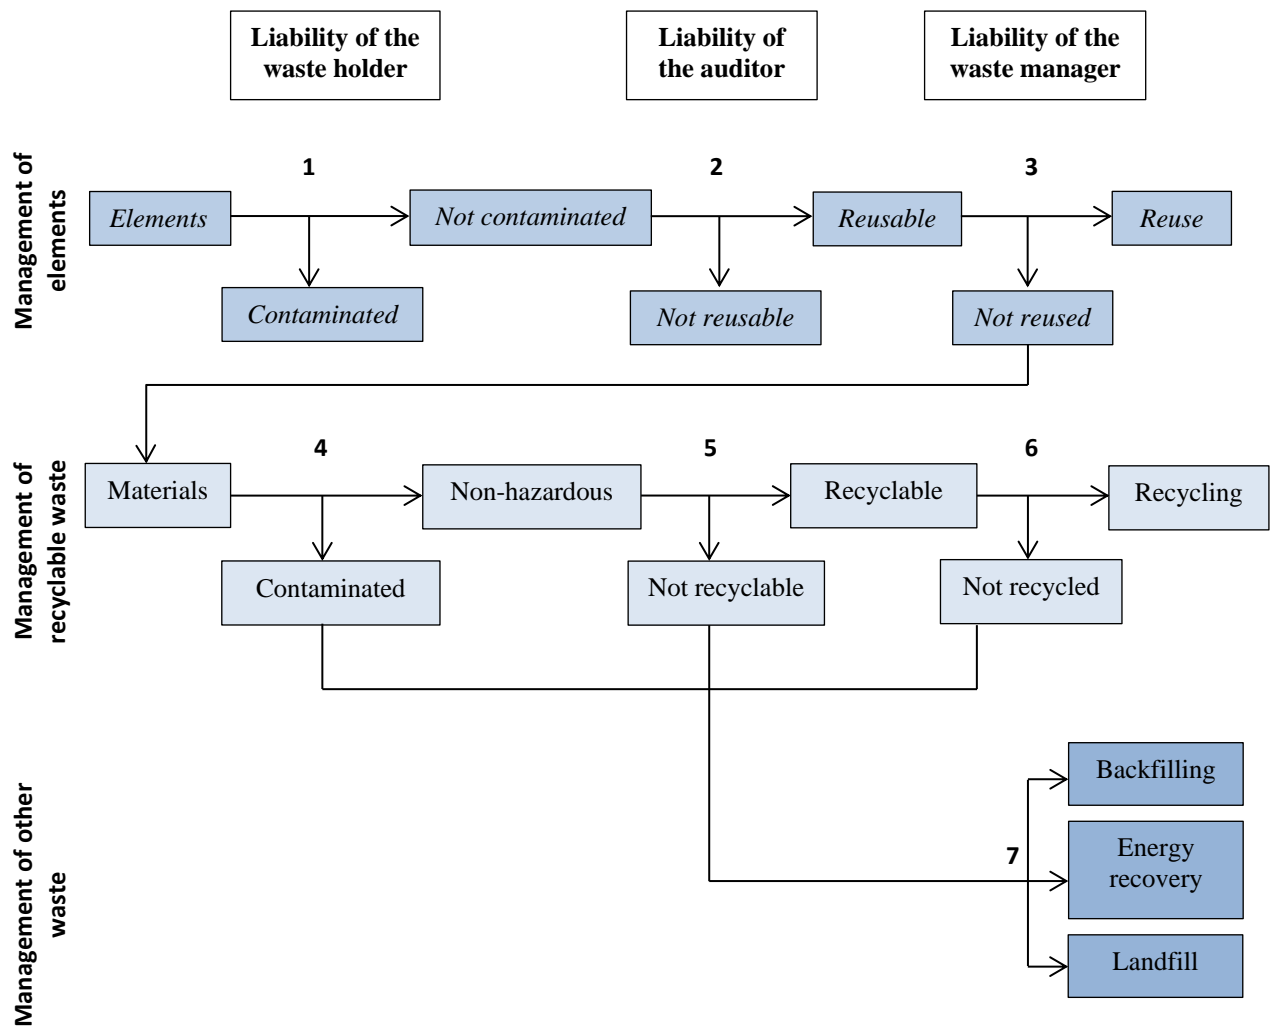 Liability of the
waste holder
Liability of
the auditor
Liability of the
waste manager
Management of
elements
1
2
3
Elements
Not contaminated
Reusable
Reuse
Contaminated
Not reusable
Not reused
Management of
recyclable waste
4
5
6
Materials
Non-hazardous
Recyclable
Recycling
Contaminated
Not recyclable
Not recycled
Management of other
waste
7
Backfilling
Energy
recovery
Landfill